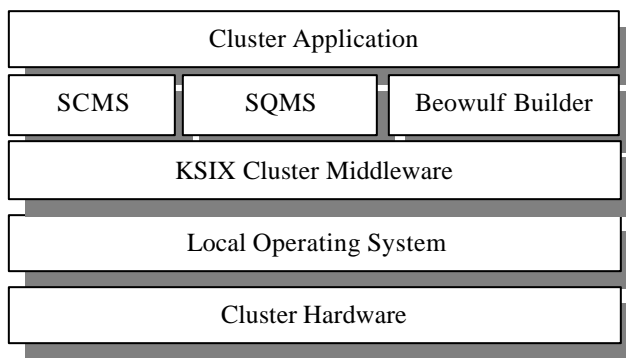 Cluster Application
SCMS SQMS Beowulf Builder
KSIX Cluster Middleware
Local Operating System
Cluster Hardware